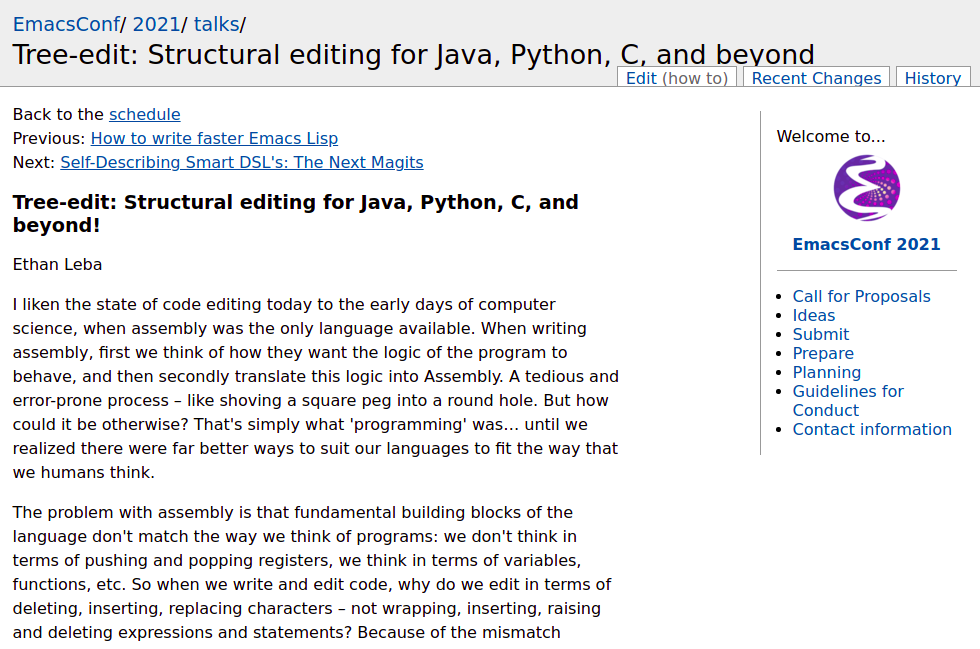 EmacsConf/ 2021/ talks/
Tree-edit: Structural editing for Java, Python, C, and beyond
Edit (how to) Recent Changes History
Back to the schedule
Previous: How to write faster Emacs Lisp
Next: Self-Describing Smart DSL's: The Next Magits
Tree-edit: Structural editing for Java, Python, C, and
beyond!
Ethan Leba
I liken the state of code editing today to the early days of computer
science, when assembly was the only language available. When writing
assembly, first we think of how they want the logic of the program to
behave, and then secondly translate this logic into Assembly. A tedious and
error-prone process – like shoving a square peg into a round hole. But how
could it be otherwise? That's simply what 'programming' was… until we
realized there were far better ways to suit our languages to fit the way that
we humans think.
The problem with assembly is that fundamental building blocks of the
language don't match the way we think of programs: we don't think in
terms of pushing and popping registers, we think in terms of variables,
functions, etc. So when we write and edit code, why do we edit in terms of
deleting, inserting, replacing characters – not wrapping, inserting, raising
and deleting expressions and statements? Because of the mismatch
Welcome to...
EmacsConf 2021
Call for Proposals
Ideas
Submit
Prepare
Planning
Guidelines for
Conduct
Contact information